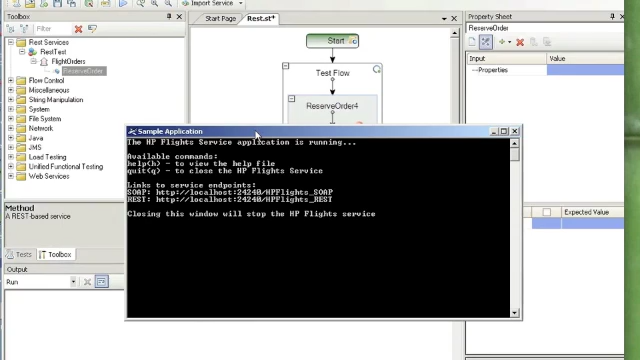 Import Service
Toolbox
Start Page
Rest.st*
Property Sheet
Filter
ReserveOrder
Rest Services
RestTest
FlightOrders
ReserveOrder
Flow Control
Miscellaneous
String Manipulation
System
File System
Network
Java
JMS
Load Testing
Unified Functional Testing
Web Services
Start
Test Flow
ReserveOrder4
Input
Value
Properties
Sample Application
The HP Flights Service application is running...
Available commands:
help(h) - to view the help file
quit(q) - to close the HP Flights Service
Links to service endpoints:
SOAP: http://localhost:24240/HPFlights_SOAP
REST: http://localhost:24240/HPFlights_REST
Closing this window will stop the HP Flights service
Method
A REST-based service
Expected Value
Tests
Toolbox
Output
Run